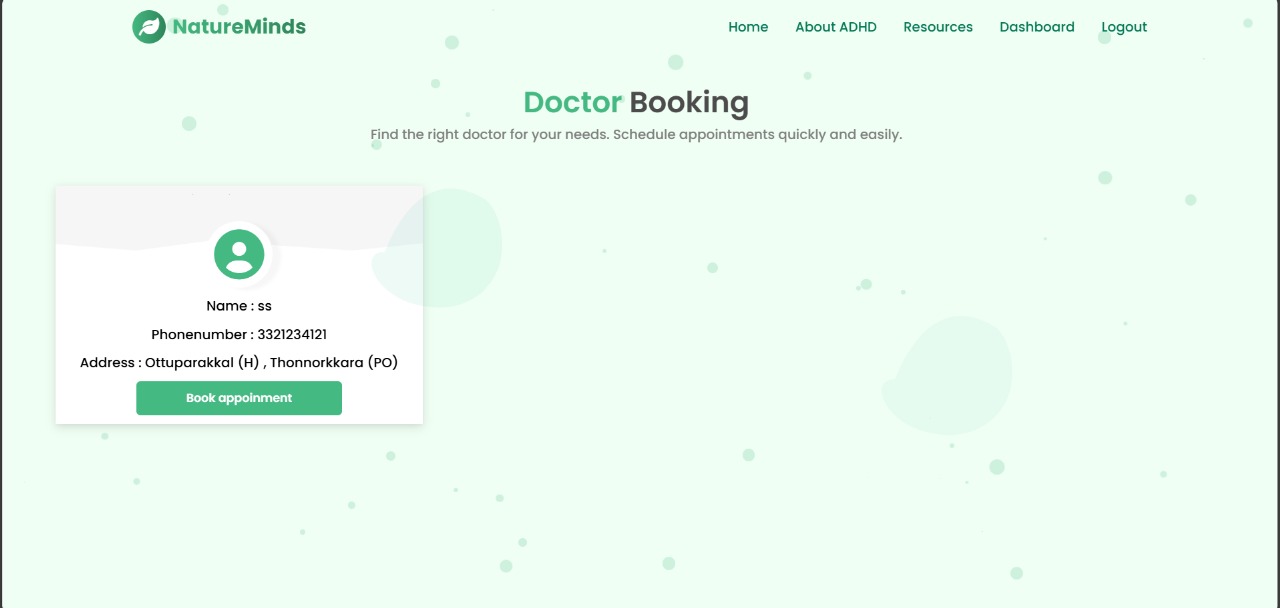 NatureMinds
Home About ADHD Resources Dashboard Logout
Doctor Booking
Find the right doctor for your needs. Schedule appointments quickly and easily.
Name : ss
Phonenumber : 3321234121
Address : Ottuparakkal (H) , Thonnorkkara (PO)
Book appoinment